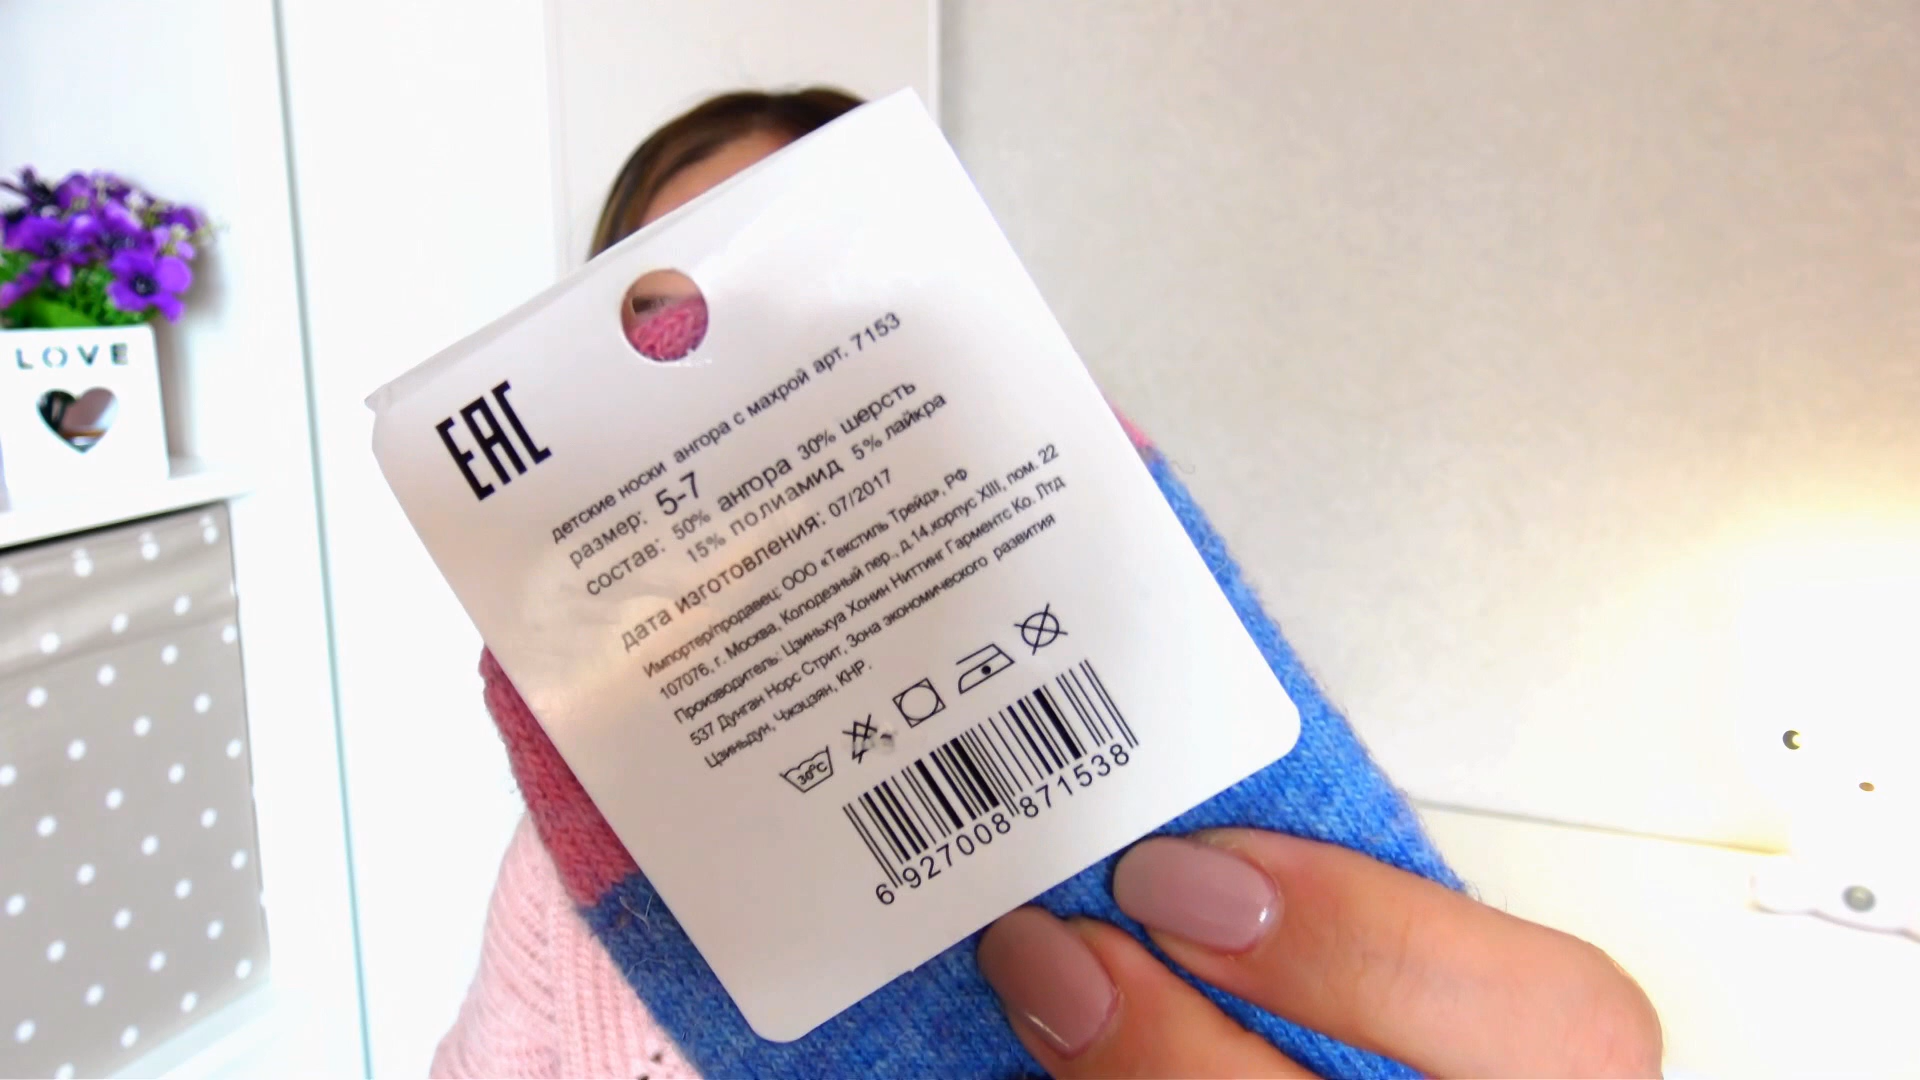 LOVE
EAC
детские носки ангора с махрой арт. 7153
размер: 5-7
состав: 50% ангора 30% шерсть
15% полиамид 5% лайкра
дата изготовления: 07/2017
Импортер/продавец: ООО «Текстиль Трейд», РФ
107076, г. Москва, Колодезный пер., д.14,корпус XIII, пом. 22
Производитель: Цзиньхуа Хонин Ниттинг Гарментс Ко. Лтд
537 Дунган Норс Стрит, Зона экономического развития
Цзиньдун, Чжэцзян, КНР.
30°C
6 927008 871538